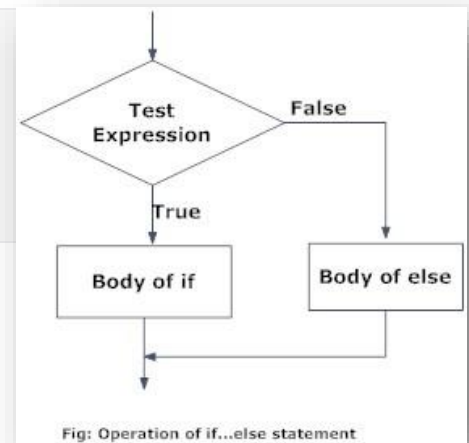 Test
Expression
False
True
Body of if
Body of else
Fig: Operation of if...else statement